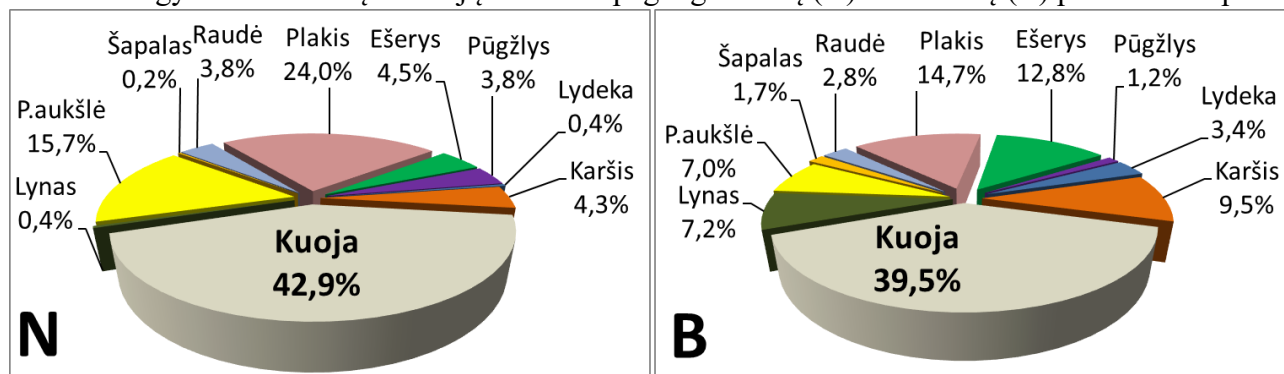 Šapalas
0,2%
Raudė
3,8%
Plakis
24,0%
Ešerys
4,5%
Pūgžlys
3,8%
Lydeka
0,4%
Karšis
4,3%
P.aukšlė
15,7%
Lynas
0,4%
Kuoja
42,9%
N
Šapalas
1,7%
Raudė
2,8%
Plakis
14,7%
Ešerys
12,8%
Pūgžlys
1,2%
Lydeka
3,4%
Karšis
9,5%
P.aukšlė
7,0%
Lynas
7,2%
Kuoja
39,5%
B